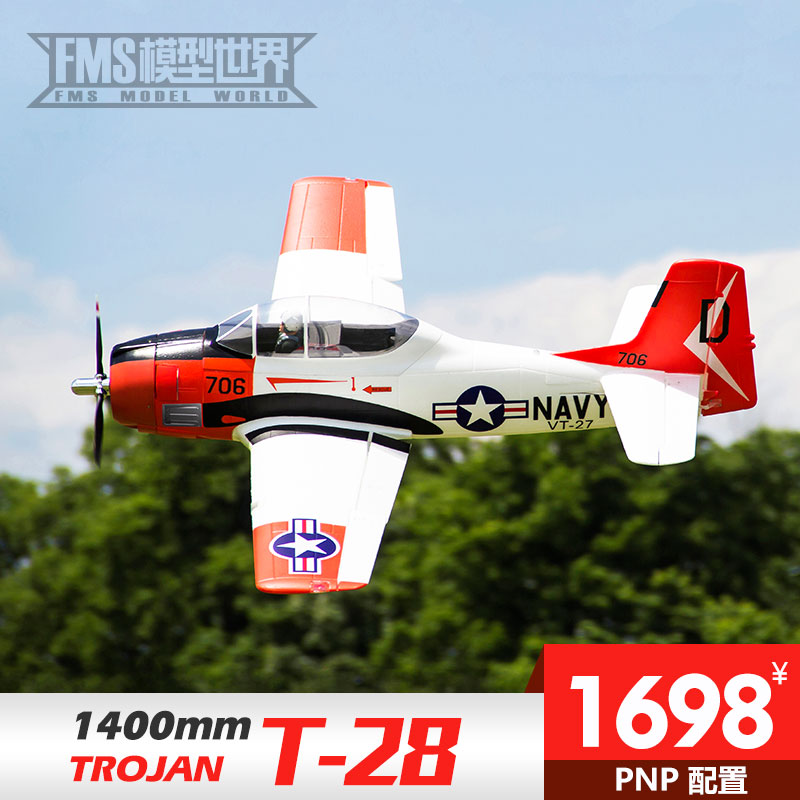 FMS模型世界
FMS MODEL WORLD
D
706
706
1
NAVY
VT-27
1400mm
TROJAN
T-28
1698¥
PNP 配置